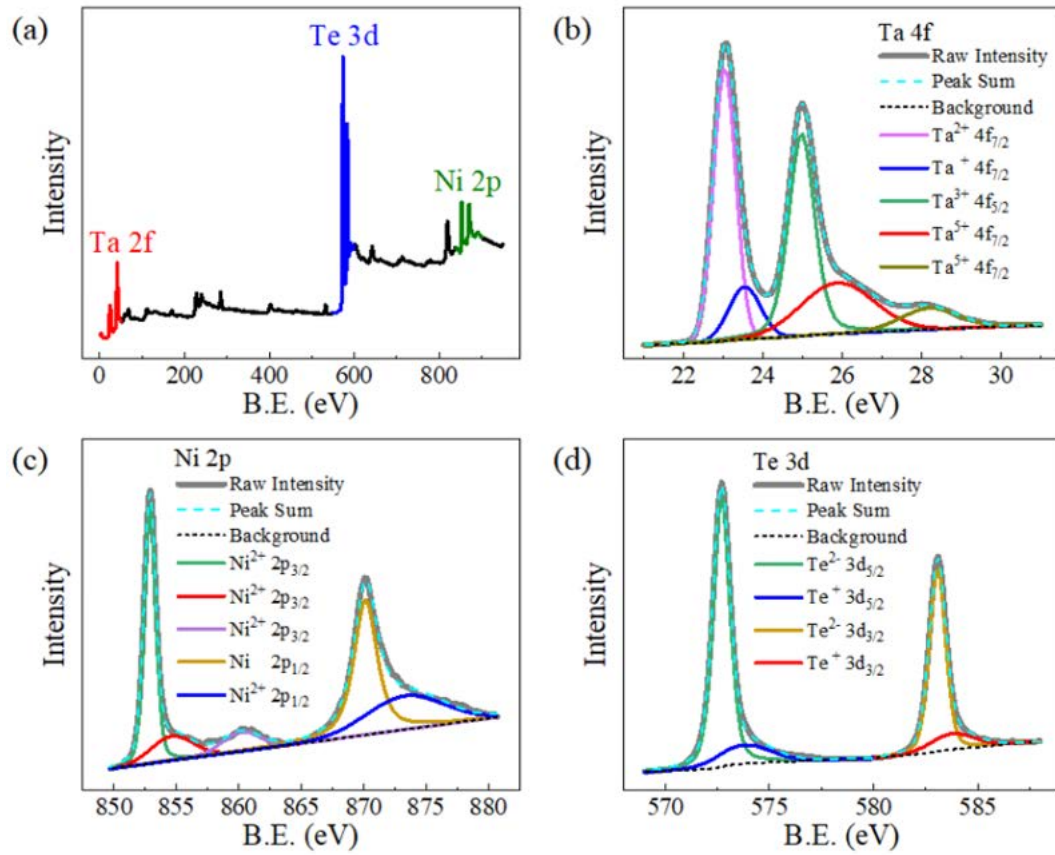 (a)
Te 3d
Ni 2p
Ta 2f
Intensity
0 200 400 600 800
B.E. (eV)
(b)
Ta 4f
Raw Intensity
Peak Sum
Background
Ta²⁺ 4f₇/₂
Ta ⁺ 4f₇/₂
Ta³⁺ 4f₅/₂
Ta⁵⁺ 4f₇/₂
Ta⁵⁺ 4f₇/₂
Intensity
22 24 26 28 30
B.E. (eV)
(c)
Ni 2p
Raw Intensity
Peak Sum
Background
Ni²⁺ 2p₃/₂
Ni²⁺ 2p₃/₂
Ni²⁺ 2p₃/₂
Ni 2p₁/₂
Ni²⁺ 2p₁/₂
Intensity
850 855 860 865 870 875 880
B.E. (eV)
(d)
Te 3d
Raw Intensity
Peak Sum
Background
Te²⁻ 3d₅/₂
Te ⁺ 3d₅/₂
Te²⁻ 3d₃/₂
Te ⁺ 3d₃/₂
Intensity
570 575 580 585
B.E. (eV)